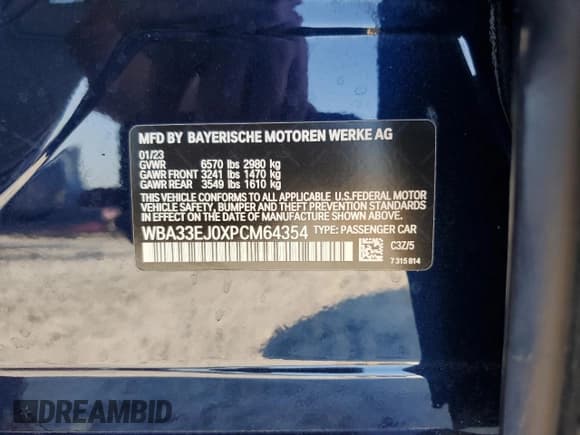 MFD BY BAYERISCHE MOTOREN WERKE AG
01/23
GVWR 6570 lbs 2980 kg
GAWR FRONT 3241 lbs 1470 kg
GAWR REAR 3549 lbs 1610 kg
THIS VEHICLE CONFORMS TO ALL APPLICABLE U.S.FEDERAL MOTOR
VEHICLE SAFETY, BUMPER AND THEFT PREVENTION STANDARDS
IN EFFECT ON THE DATE OF MANUFACTURE SHOWN ABOVE.
WBA33EJ0XPCM64354 TYPE: PASSENGER CAR
C3Z/5
7 315 814
DREAMBID